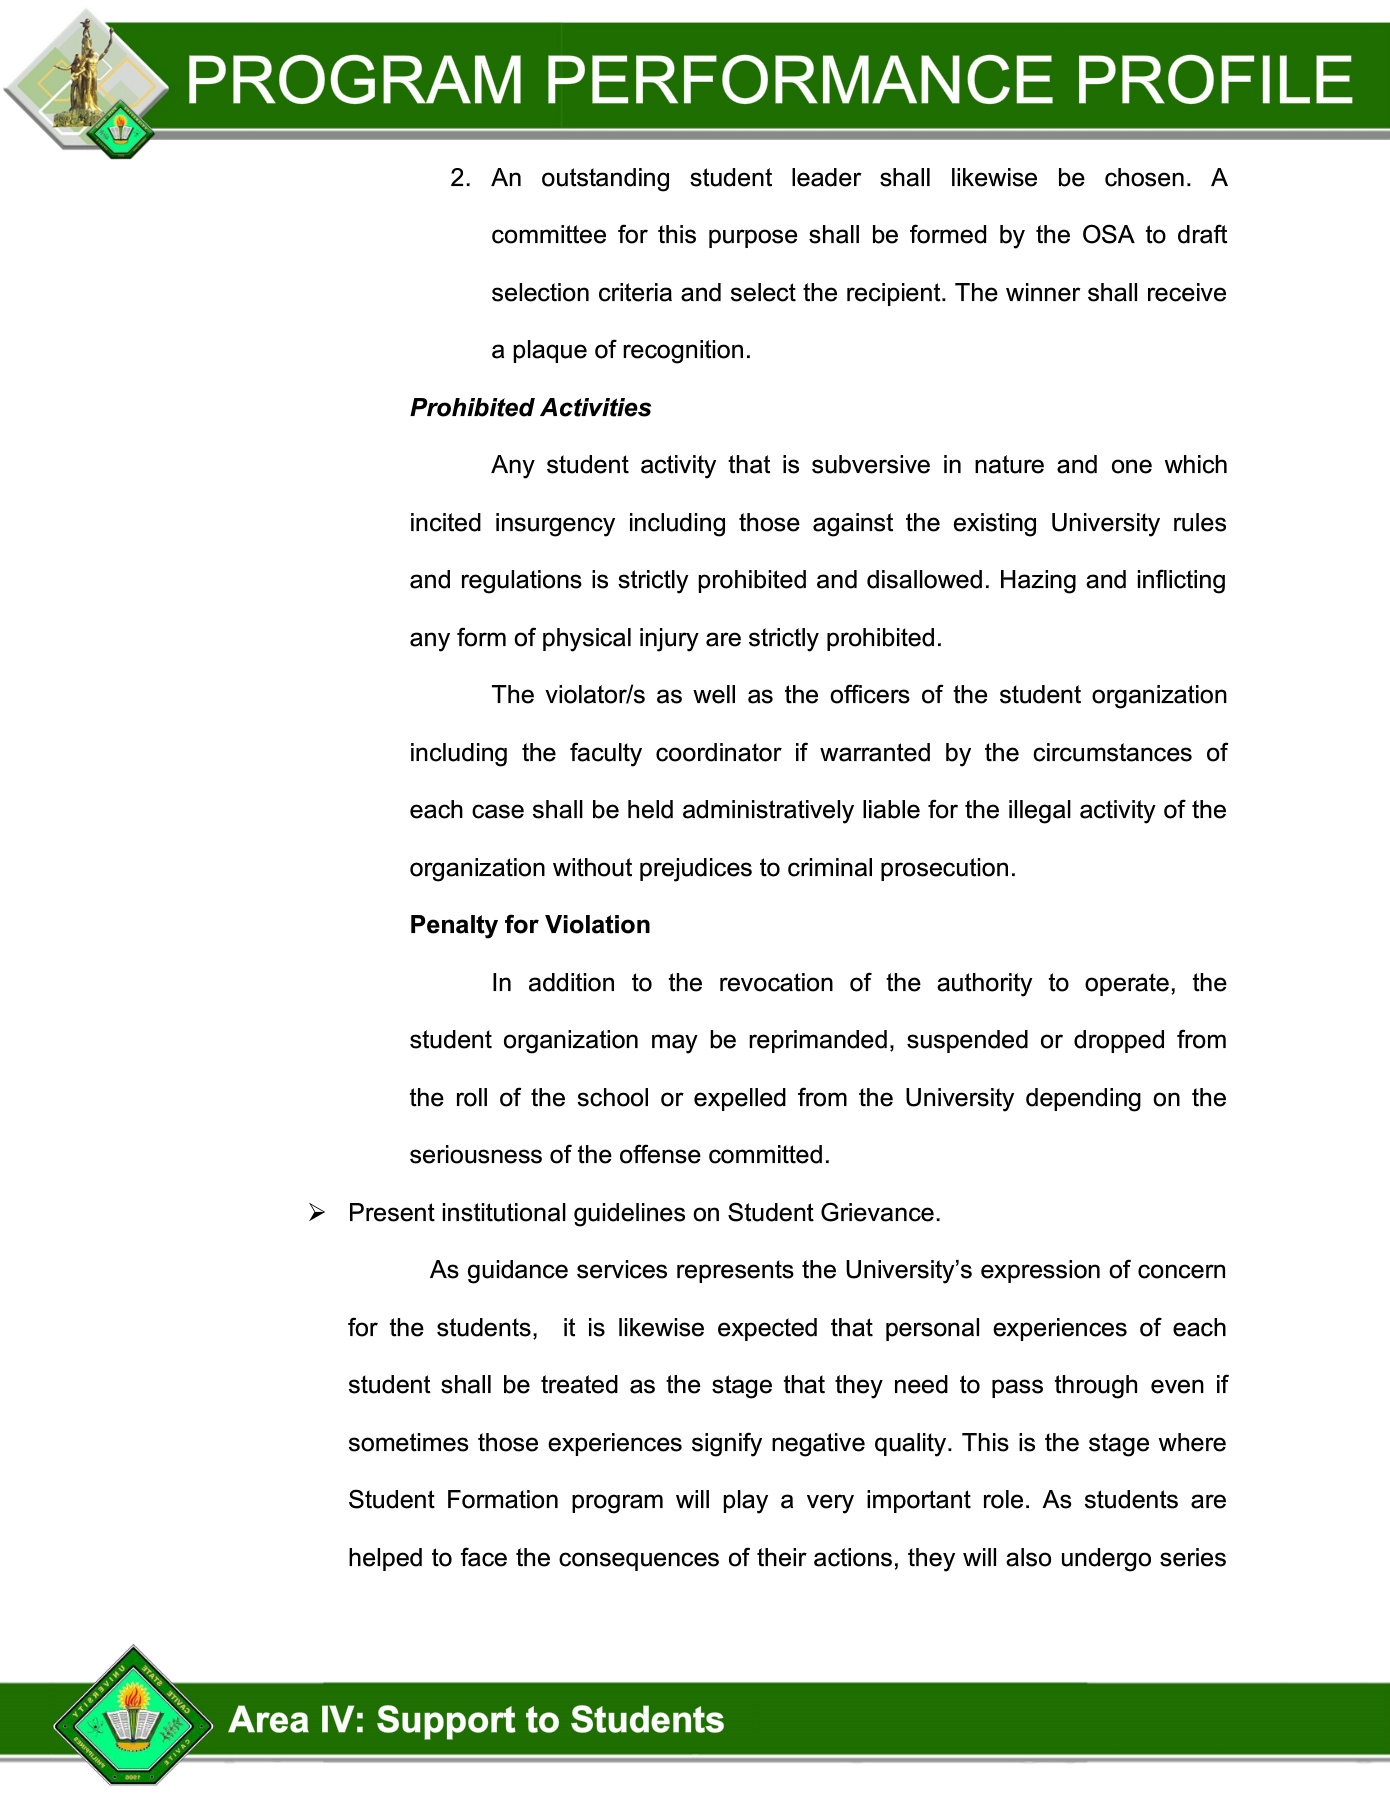 PROGRAM PERFORMANCE PROFILE
2. An outstanding student leader shall likewise be chosen. A
committee for this purpose shall be formed by the OSA to draft
selection criteria and select the recipient. The winner shall receive
a plaque of recognition.
Prohibited Activities
Any student activity that is subversive in nature and one which
incited insurgency including those against the existing University rules
and regulations is strictly prohibited and disallowed. Hazing and inflicting
any form of physical injury are strictly prohibited.
The violator/s as well as the officers of the student organization
including the faculty coordinator if warranted by the circumstances of
each case shall be held administratively liable for the illegal activity of the
organization without prejudices to criminal prosecution.
Penalty for Violation
In addition to the revocation of the authority to operate, the
student organization may be reprimanded, suspended or dropped from
the roll of the school or expelled from the University depending on the
seriousness of the offense committed.
➢ Present institutional guidelines on Student Grievance.
As guidance services represents the University’s expression of concern
for the students, it is likewise expected that personal experiences of each
student shall be treated as the stage that they need to pass through even if
sometimes those experiences signify negative quality. This is the stage where
Student Formation program will play a very important role. As students are
helped to face the consequences of their actions, they will also undergo series
CAVITE STATE UNIVERSITY
CAVITE PHILIPPINES
Area IV: Support to Students